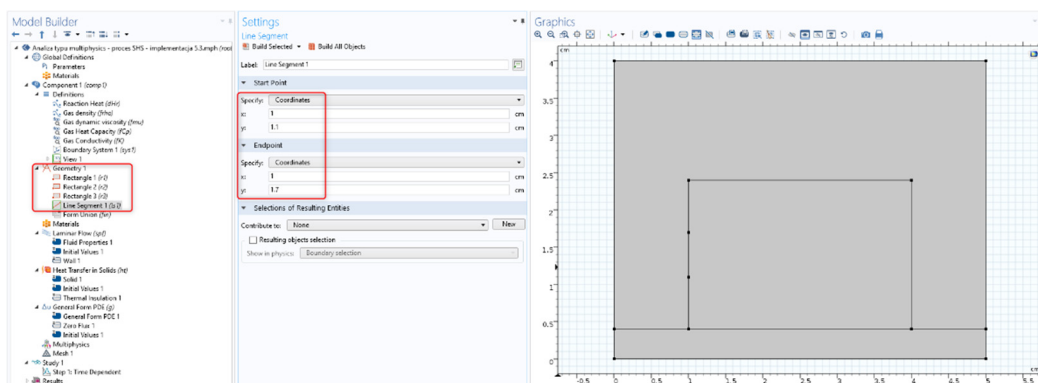 Model Builder
Analiza typu multiphysics - proces SHS - implementacja 5.3.mph (root)
Global Definitions
Parameters
Materials
Component 1 (comp1)
Definitions
Reaction Heat (dHr)
Gas density (frho)
Gas dynamic viscosity (fmu)
Gas Heat Capacity (fCp)
Gas Conductivity (fK)
Boundary System 1 (sys1)
View 1
Geometry 1
Rectangle 1 (r1)
Rectangle 2 (r2)
Rectangle 3 (r3)
Line Segment 1 (ls1)
Form Union (fin)
Materials
Laminar Flow (spf)
Fluid Properties 1
Initial Values 1
Wall 1
Heat Transfer in Solids (ht)
Solid 1
Initial Values 1
Thermal Insulation 1
General Form PDE (g)
General Form PDE 1
Zero Flux 1
Initial Values 1
Multiphysics
Mesh 1
Study 1
Step 1: Time Dependent
Results
Settings
Line Segment
Build Selected Build All Objects
Label: Line Segment 1
Start Point
Specify: Coordinates
x: 1 cm
y: 1.1 cm
Endpoint
Specify: Coordinates
x: 1 cm
y: 1.7 cm
Selections of Resulting Entities
Contribute to: None New
Resulting objects selection
Show in physics: Boundary selection
Graphics
cm
4
3.5
3
2.5
2
1.5
1
0.5
0
cm
-0.5 0 0.5 1 1.5 2 2.5 3 3.5 4 4.5 5 5.5